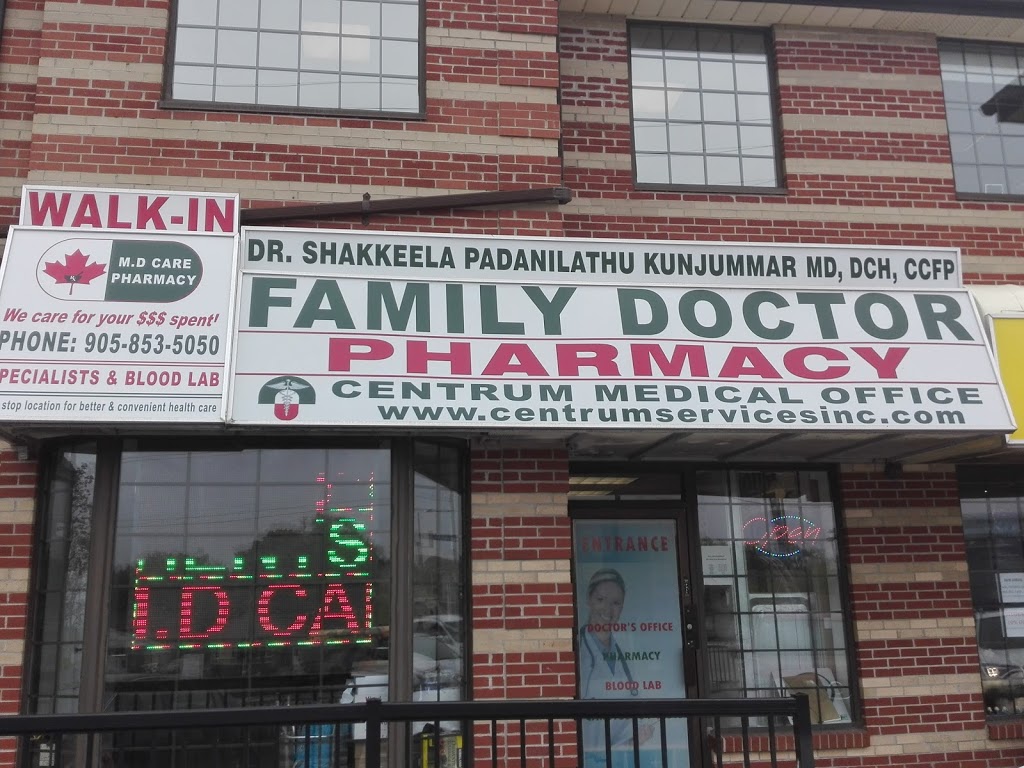 WALK-IN
M.D CARE
PHARMACY
We care for your $$$ spent!
PHONE: 905-853-5050
PECIALISTS & BLOOD LAB
stop location for better & convenient health care
DR. SHAKKEELA PADANILATHU KUNJUMMAR MD, DCH, CCFP
FAMILY DOCTOR
PHARMACY
CENTRUM MEDICAL OFFICE
www.centrumservicesinc.com
S
.D CA
ENTRANCE
DOCTOR'S OFFICE
PHARMACY
BLOOD LAB
Open